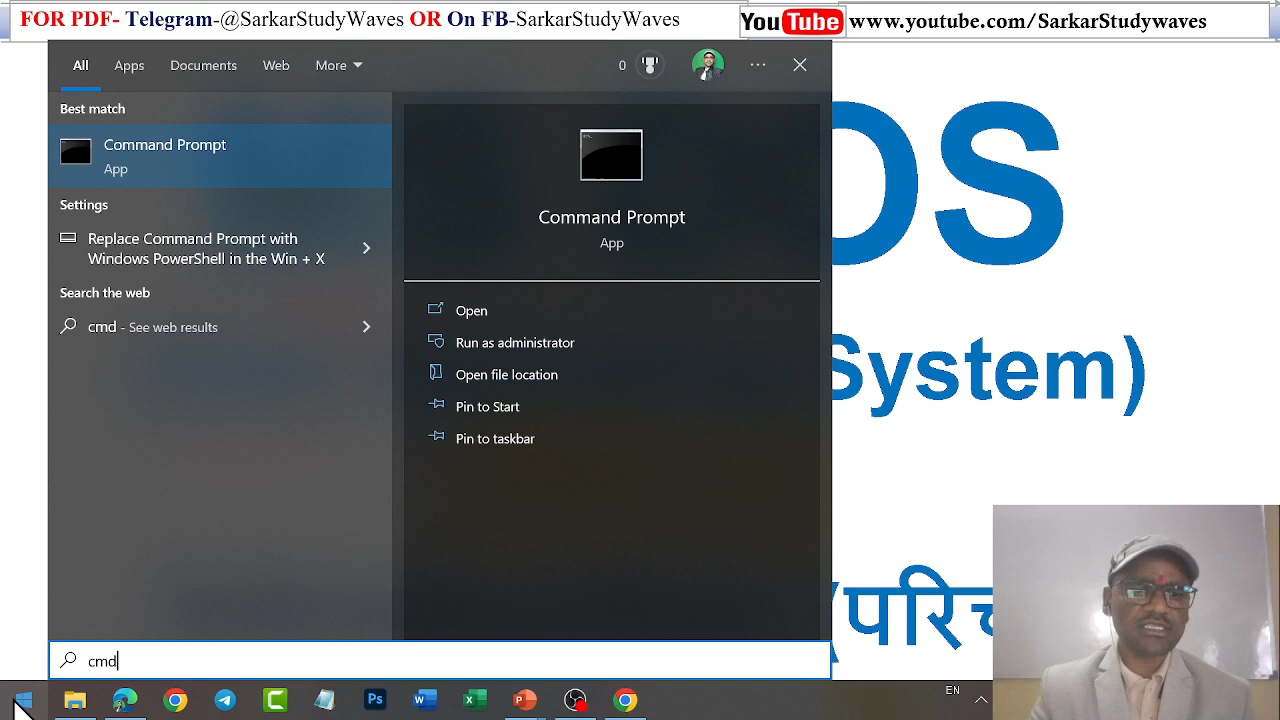 FOR PDF- Telegram-@SarkarStudyWaves OR On FB-SarkarStudyWaves
YouTube www.youtube.com/SarkarStudywaves
All Apps Documents Web More 0
Best match
Command Prompt
App
Settings
Replace Command Prompt with
Windows PowerShell in the Win + X
Search the web
cmd - See web results
Command Prompt
App
Open
Run as administrator
Open file location
Pin to Start
Pin to taskbar
OS
System)
cmd
EN